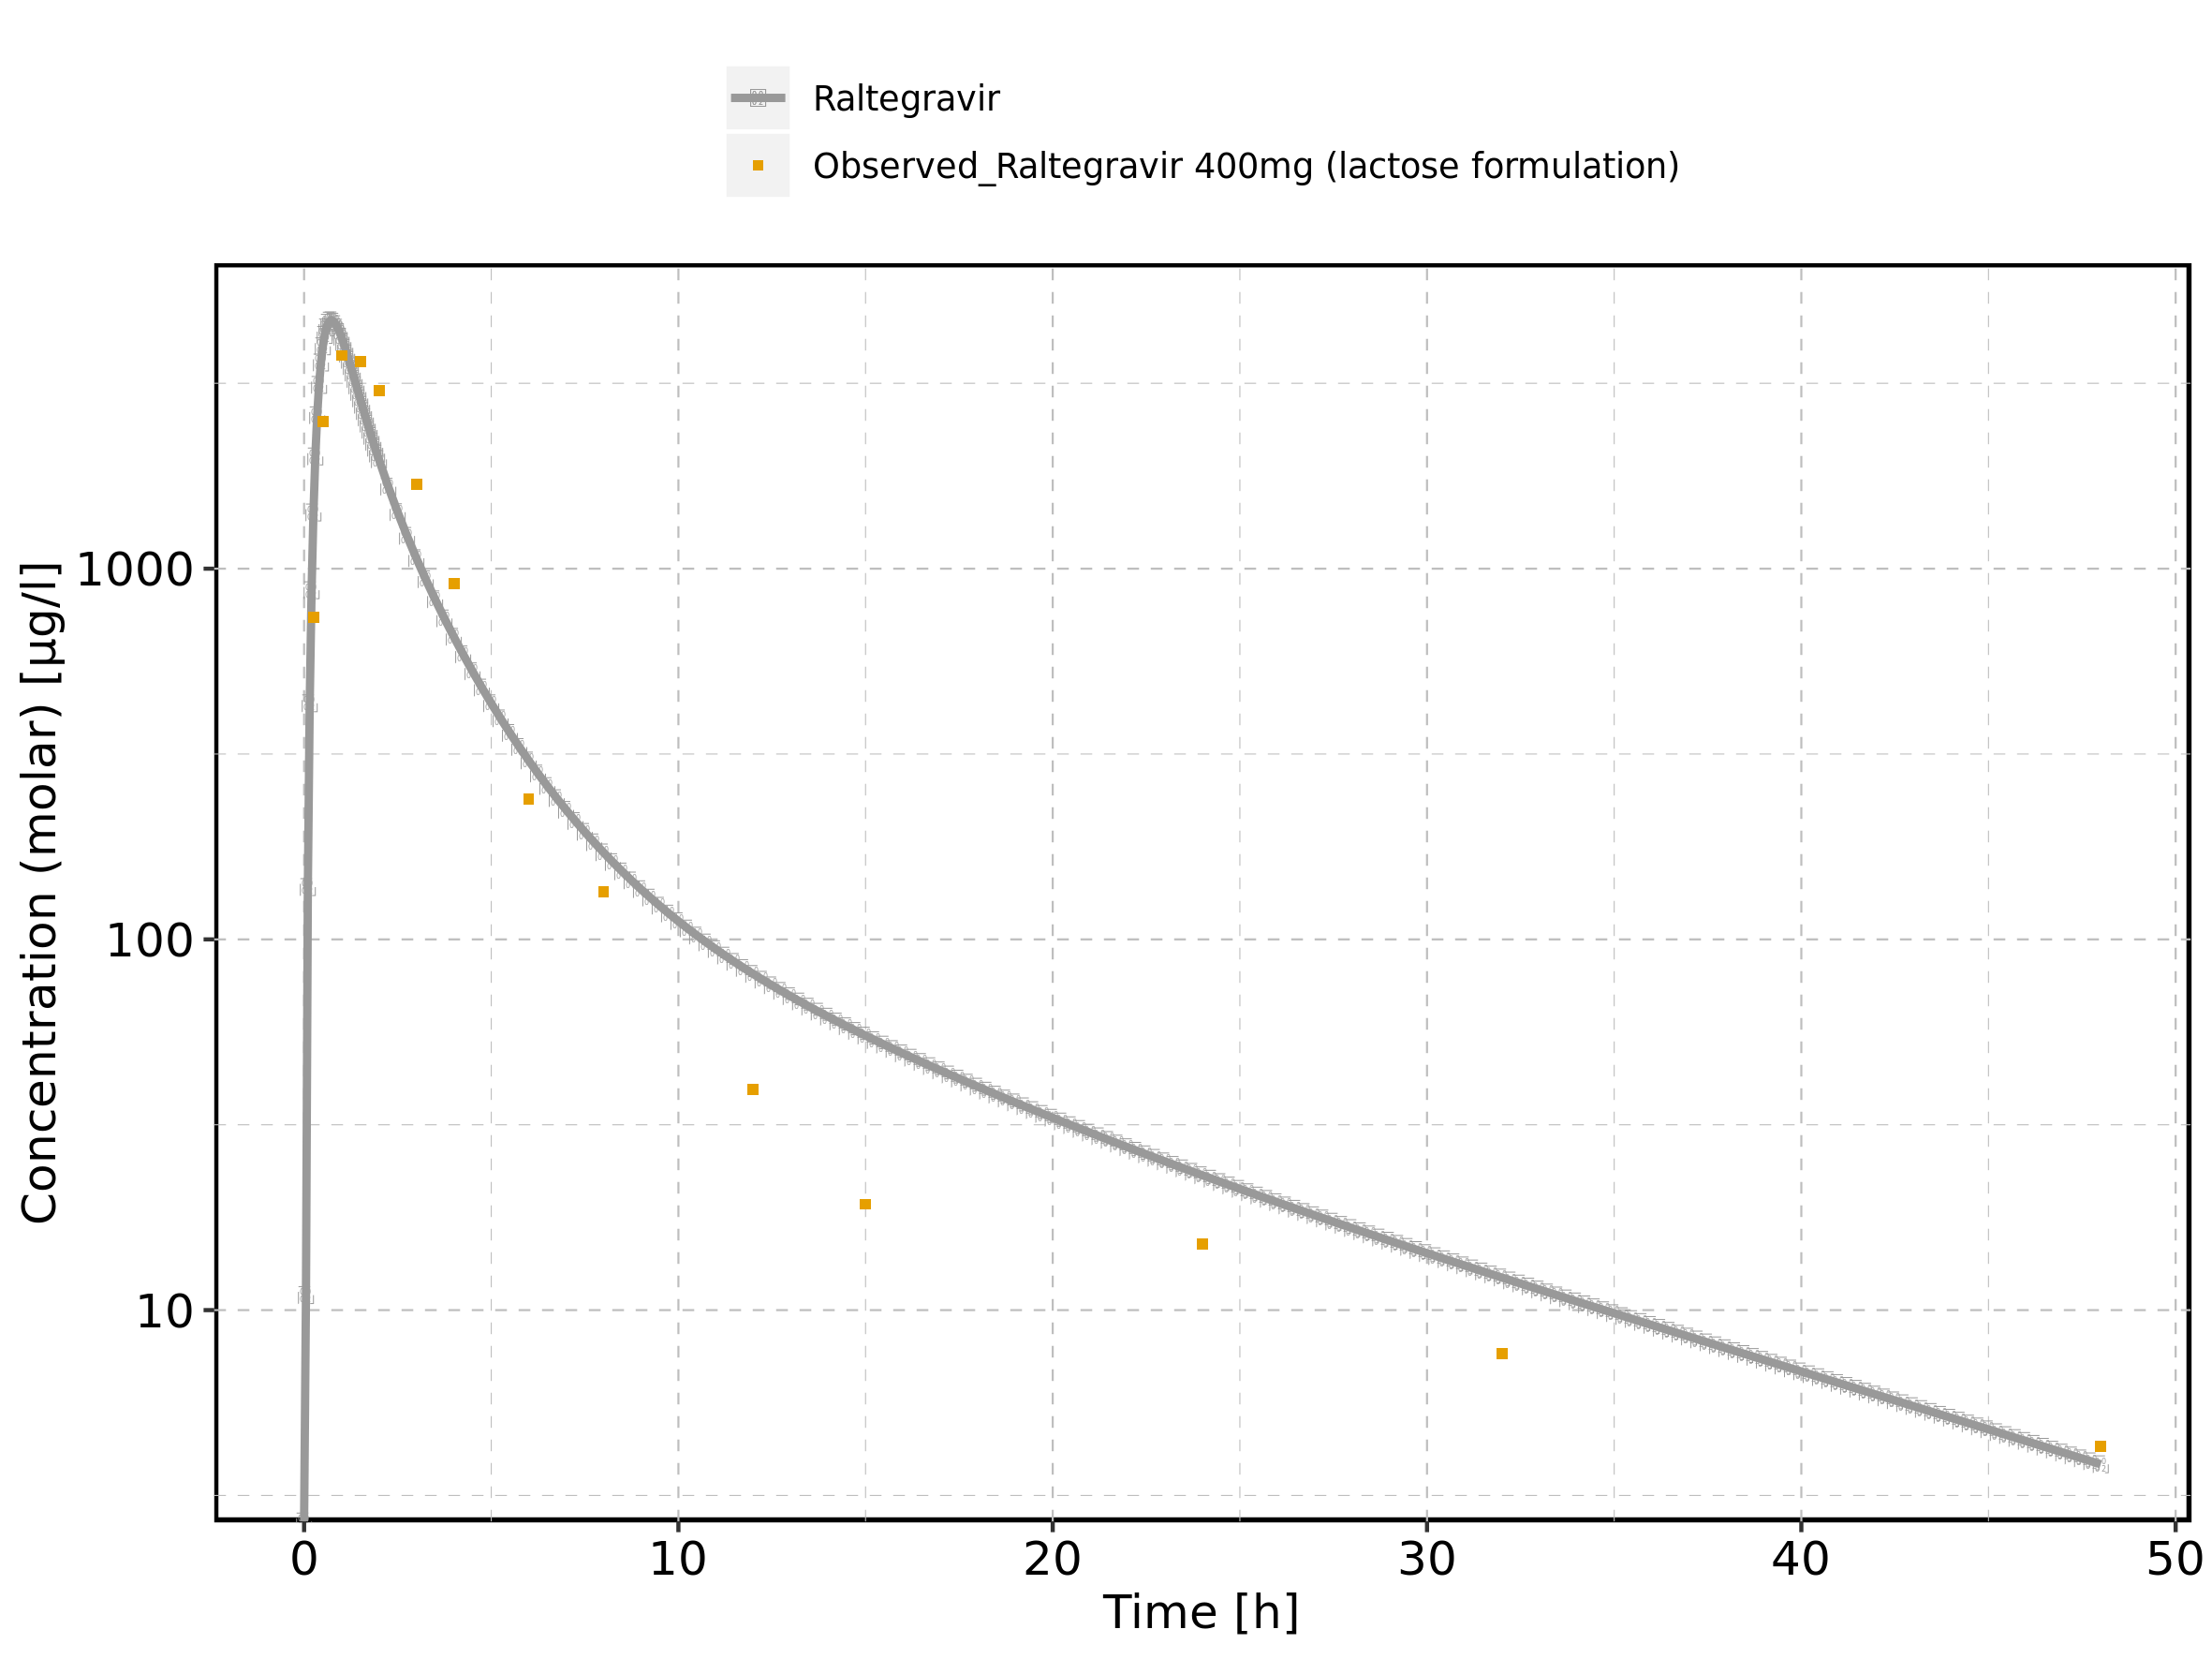 Raltegravir
Observed_Raltegravir 400mg (lactose formulation)
Concentration (molar) [µg/l]
1000
100
10
0 10 20 30 40 50
Time [h]